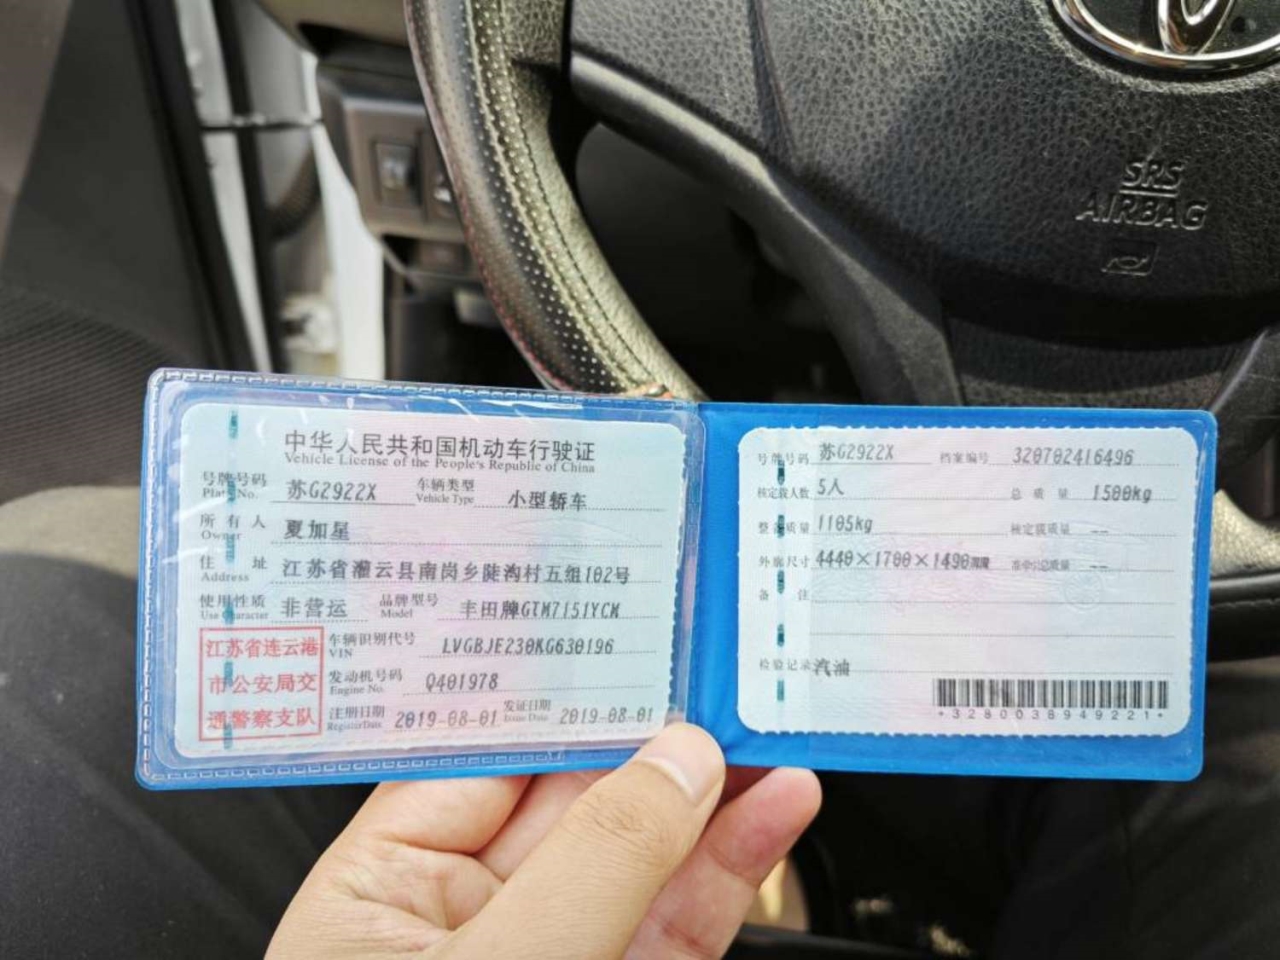 SRS
AIRBAG
中华人民共和国机动车行驶证
Vehicle License of the People's Republic of China
号牌号码 苏G2922X 车辆类型 小型轿车
Plate No. Vehicle Type
所有人 夏加星
Owner
住址 江苏省灌云县南岗乡陡沟村五组102号
Address
使用性质 非营运 品牌型号 丰田牌GTM7151YCM
Use Character Model
江苏省连云港
市公安局交
通警察支队
车辆识别代号 LVGBJE230KG630196
VIN
发动机号码 Q401978
Engine No.
注册日期 2019-08-01 发证日期 2019-08-01
Register Date Issue Date
号牌号码 苏G2922X 档案编号 320702416496
核定载人数 5人 总质量 1500kg
整备质量 1105kg 核定载质量 --
外廓尺寸 4440×1700×1490mm 准牵引总质量 --
备注
检验记录 汽油
*3280038949221*